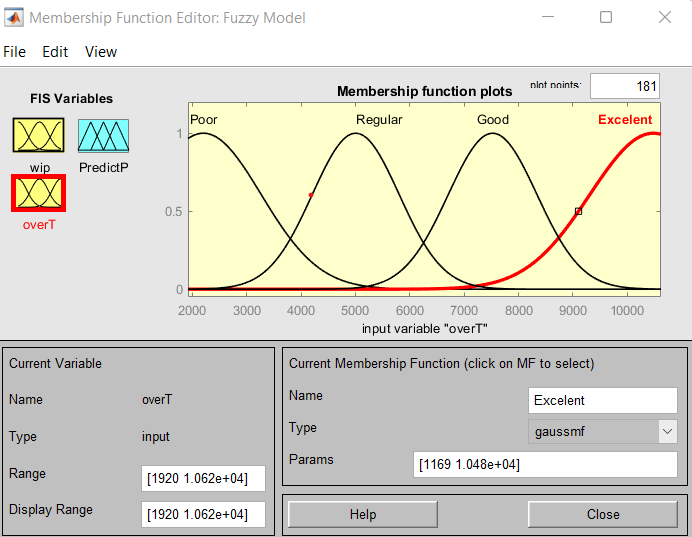 Membership Function Editor: Fuzzy Model
File Edit View
FIS Variables
wip PredictP
overT
Membership function plots
plot points: 181
Poor Regular Good Excelent
1
0.5
0
2000 3000 4000 5000 6000 7000 8000 9000 10000
input variable "overT"
Current Variable
Name overT
Type input
Range [1920 1.062e+04]
Display Range [1920 1.062e+04]
Current Membership Function (click on MF to select)
Name Excelent
Type gaussmf
Params [1169 1.048e+04]
Help Close